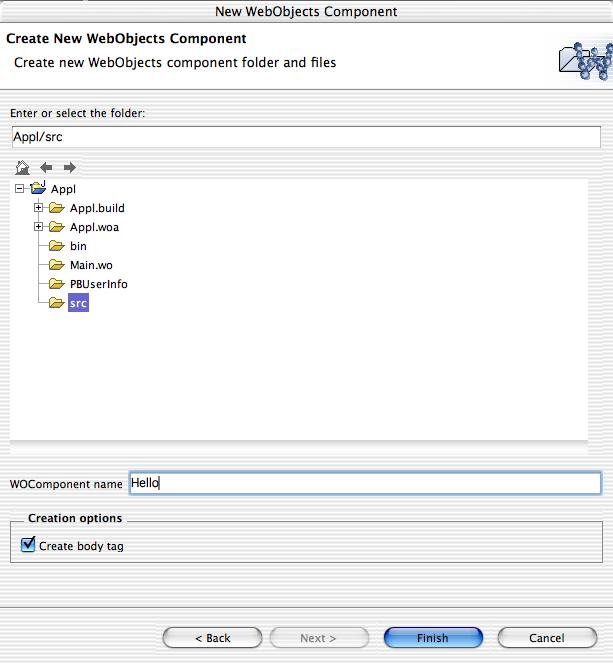 New WebObjects Component
Create New WebObjects Component
Create new WebObjects component folder and files
Enter or select the folder:
Appl/src
Appl
Appl.build
Appl.woa
bin
Main.wo
PBUserInfo
src
WOComponent name Hello
Creation options
Create body tag
< Back Next > Finish Cancel